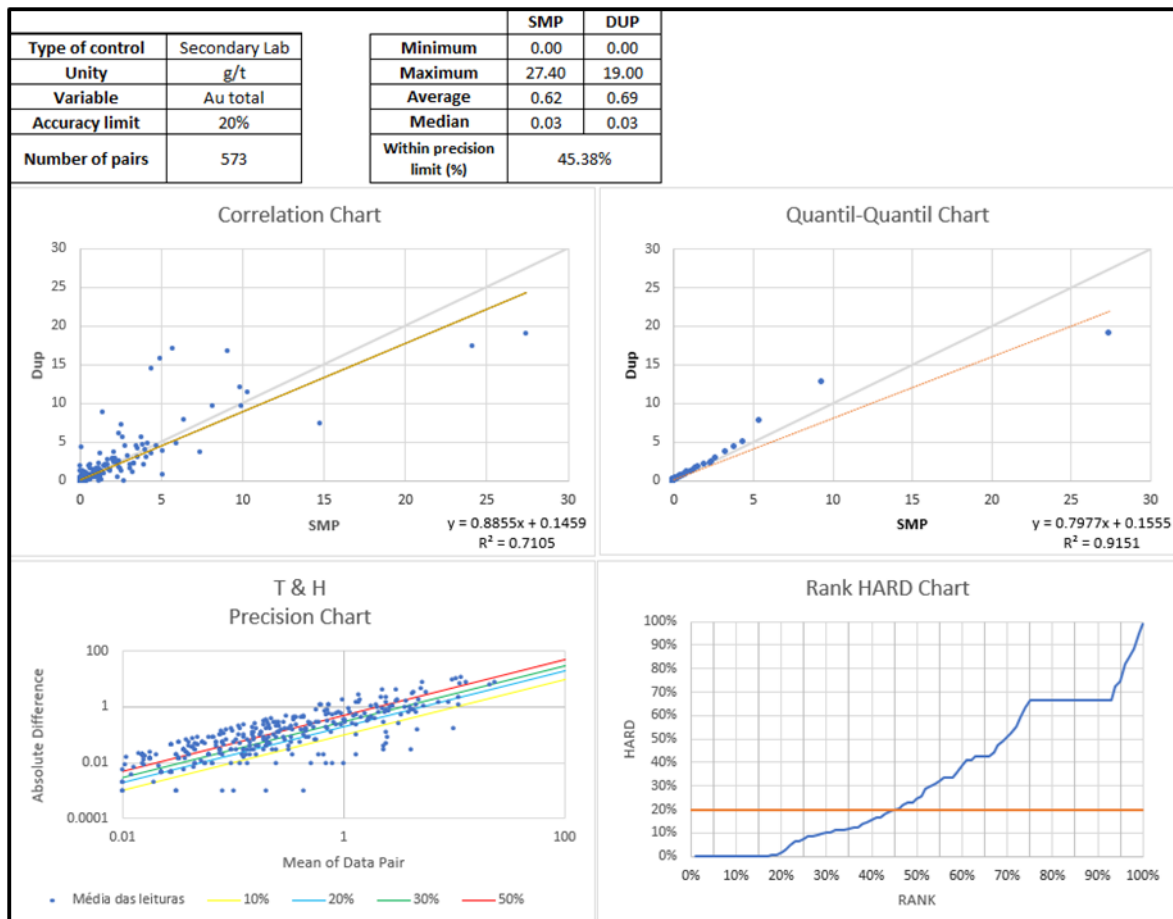 SMP DUP
Type of control Secondary Lab
Unity g/t
Variable Au total
Accuracy limit 20%
Number of pairs 573
Minimum 0.00 0.00
Maximum 27.40 19.00
Average 0.62 0.69
Median 0.03 0.03
Within precision
limit (%) 45.38%
Correlation Chart
30
25
20
15
10
5
0
Dup
0 5 10 15 20 25 30
SMP
y = 0.8855x + 0.1459
R² = 0.7105
Quantil-Quantil Chart
30
25
20
15
10
5
0
Dup
0 5 10 15 20 25 30
SMP
y = 0.7977x + 0.1555
R² = 0.9151
T & H
Precision Chart
100
1
0.01
0.0001
Absolute Difference
0.01 1 100
Mean of Data Pair
Média das leituras 10% 20% 30% 50%
Rank HARD Chart
100%
90%
80%
70%
60%
50%
40%
30%
20%
10%
0%
HARD
0% 10% 20% 30% 40% 50% 60% 70% 80% 90% 100%
RANK